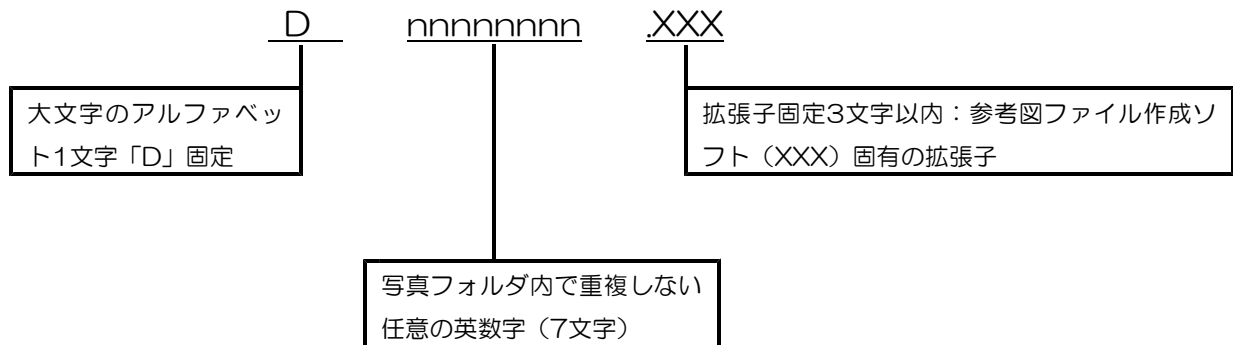 D nnnnnnnn .XXX
大文字のアルファベッ
ト1文字「D」固定
拡張子固定3文字以内：参考図ファイル作成ソ
フト（XXX）固有の拡張子
写真フォルダ内で重複しない
任意の英数字（7文字）